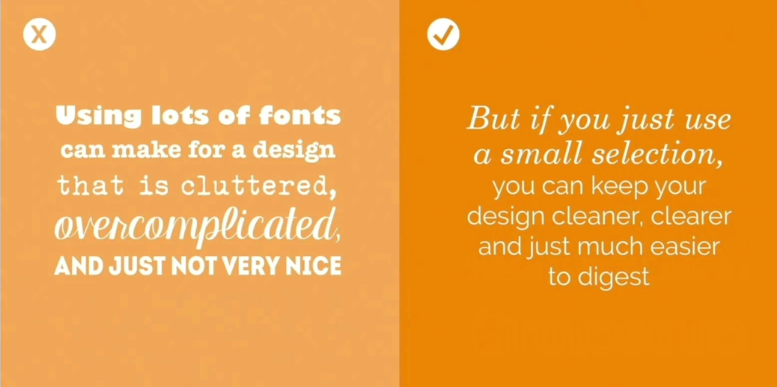 X
Using lots of fonts
can make for a design
that is cluttered,
overcomplicated,
AND JUST NOT VERY NICE
But if you just use
a small selection,
you can keep your
design cleaner, clearer
and just much easier
to digest